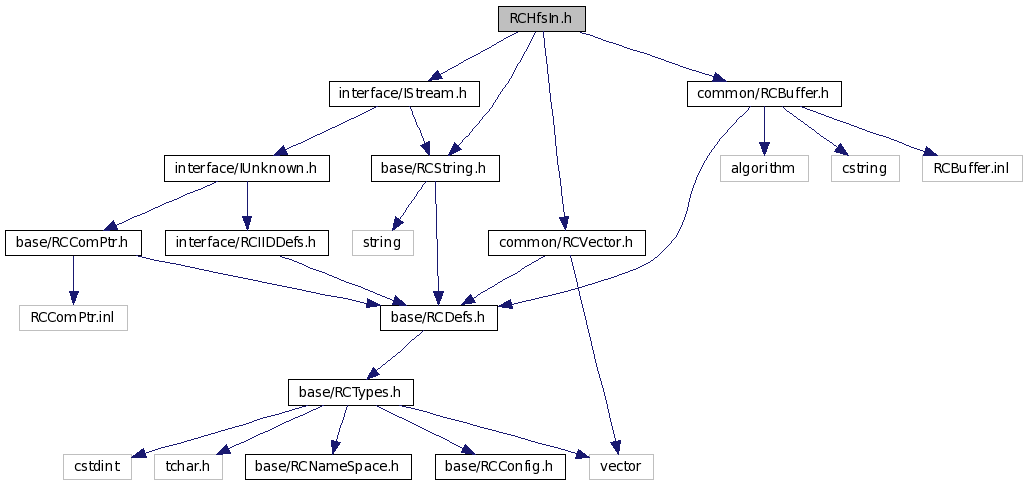 RCHfsIn.h
interface/IStream.h
common/RCBuffer.h
interface/IUnknown.h
base/RCString.h
algorithm
cstring
RCBuffer.inl
base/RCComPtr.h
interface/RCIIDDefs.h
string
common/RCVector.h
RCComPtr.inl
base/RCDefs.h
base/RCTypes.h
cstdint
tchar.h
base/RCNameSpace.h
base/RCConfig.h
vector